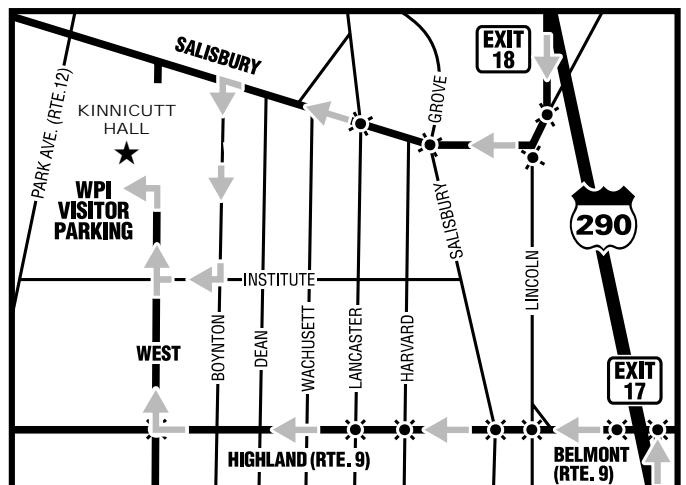 SALISBURY
EXIT
18
PARK AVE. (RTE.12)
KINNICUTT
HALL
GROVE
WPI
VISITOR
PARKING
SALISBURY
290
INSTITUTE
LINCOLN
WEST
BOYNTON
DEAN
WACHUSETT
LANCASTER
HARVARD
EXIT
17
HIGHLAND (RTE. 9)
BELMONT
(RTE. 9)